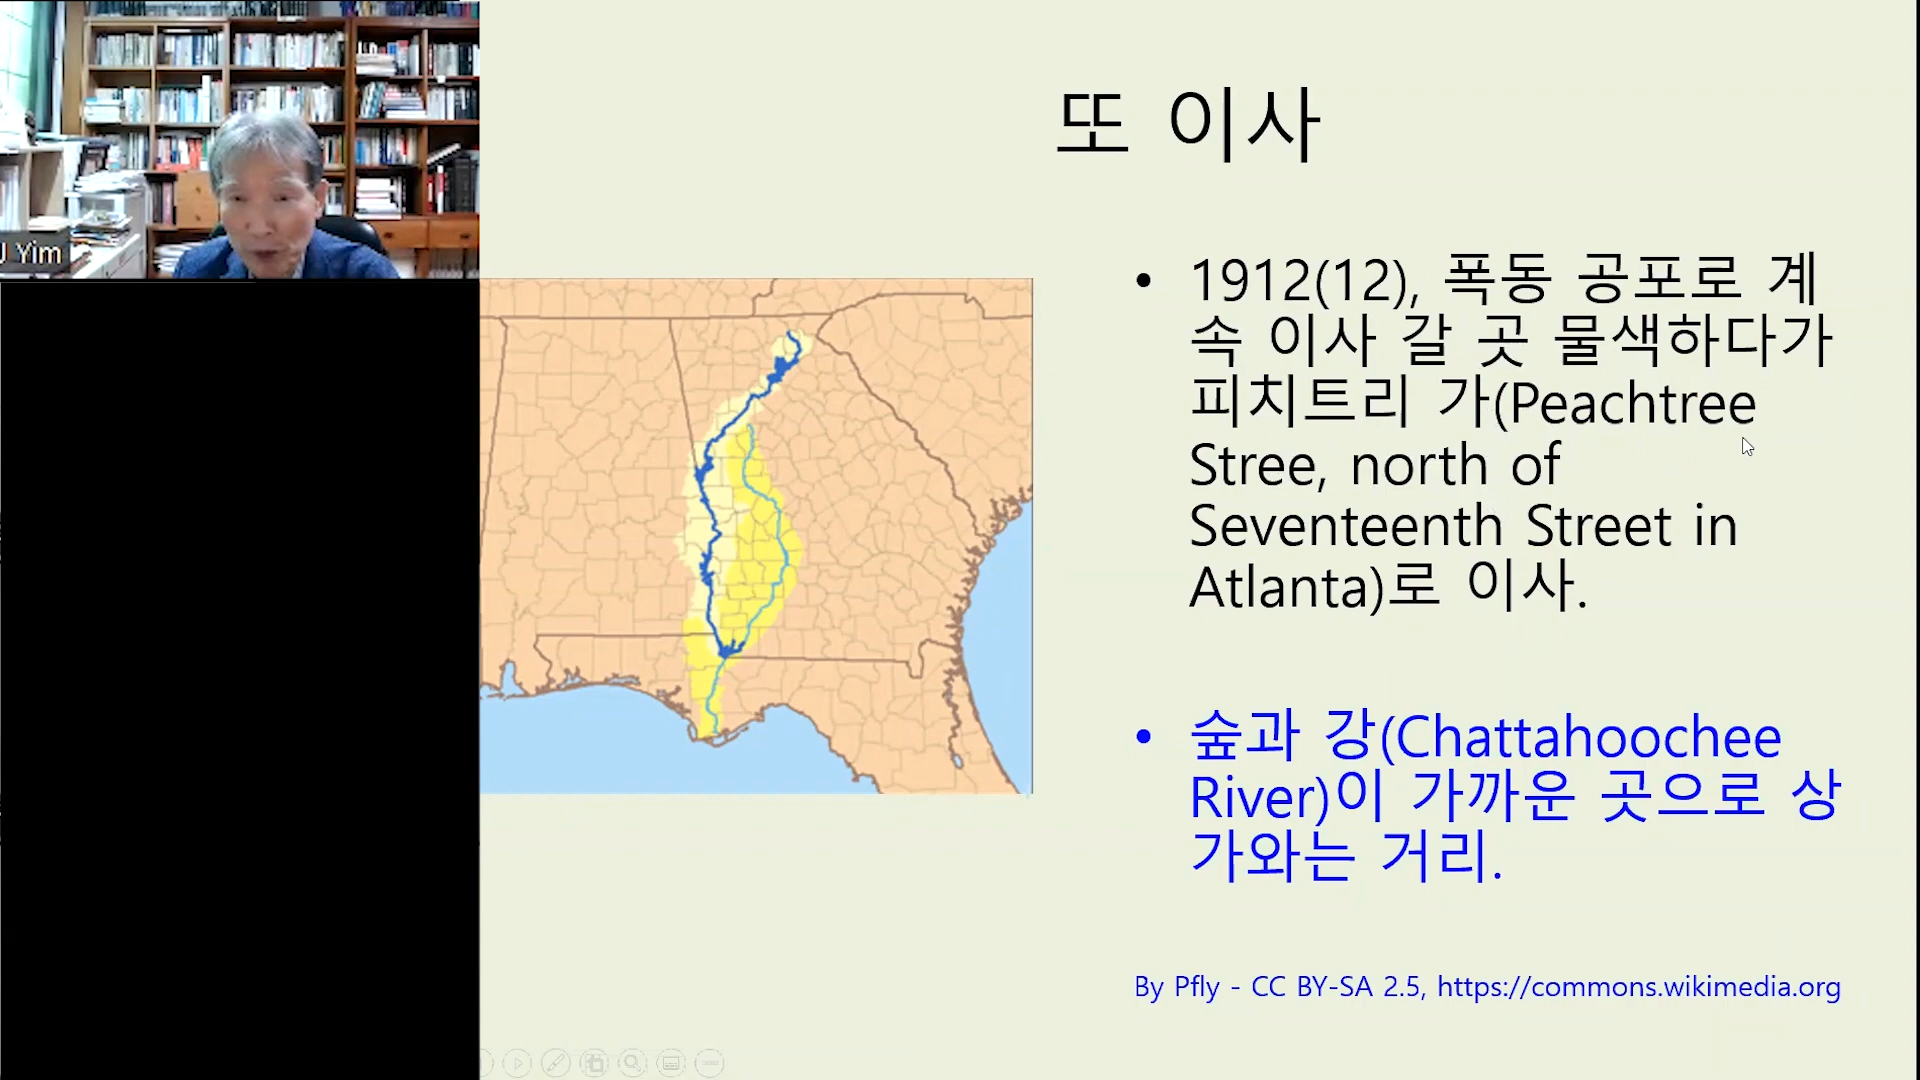 J Yim
또 이사
• 1912(12), 폭동 공포로 계
속 이사 갈 곳 물색하다가
피치트리 가(Peachtree
Stree, north of
Seventeenth Street in
Atlanta)로 이사.
• 숲과 강(Chattahoochee
River)이 가까운 곳으로 상
가와는 거리.
By Pfly - CC BY-SA 2.5, https://commons.wikimedia.org